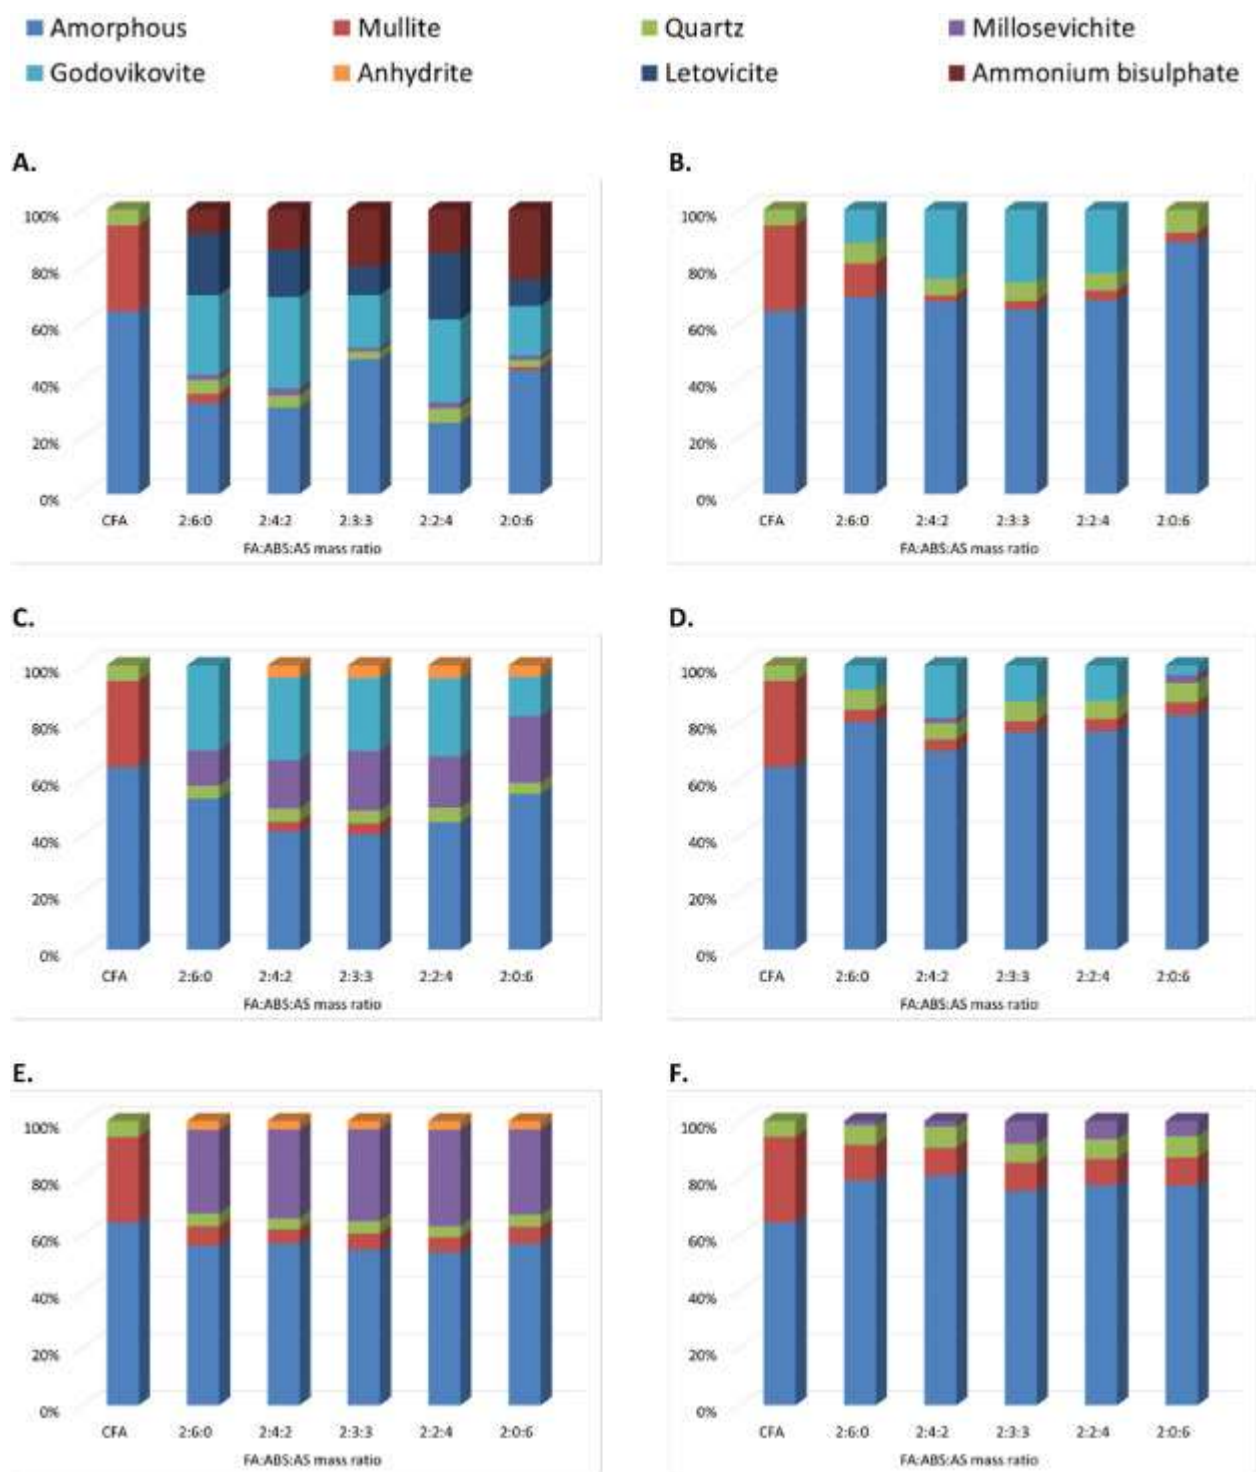 Amorphous Mullite Quartz Millosevichite
Godovikovite Anhydrite Letovicite Ammonium bisulphate
A.
100%
80%
60%
40%
20%
0%
CFA 2:6:0 2:4:2 2:3:3 2:2:4 2:0:6
FA:ABS:AS mass ratio
B.
100%
80%
60%
40%
20%
0%
CFA 2:6:0 2:4:2 2:3:3 2:2:4 2:0:6
FA:ABS:AS mass ratio
C.
100%
80%
60%
40%
20%
0%
CFA 2:6:0 2:4:2 2:3:3 2:2:4 2:0:6
FA:ABS:AS mass ratio
D.
100%
80%
60%
40%
20%
0%
CFA 2:6:0 2:4:2 2:3:3 2:2:4 2:0:6
FA:ABS:AS mass ratio
E.
100%
80%
60%
40%
20%
0%
CFA 2:6:0 2:4:2 2:3:3 2:2:4 2:0:6
FA:ABS:AS mass ratio
F.
100%
80%
60%
40%
20%
0%
CFA 2:6:0 2:4:2 2:3:3 2:2:4 2:0:6
FA:ABS:AS mass ratio